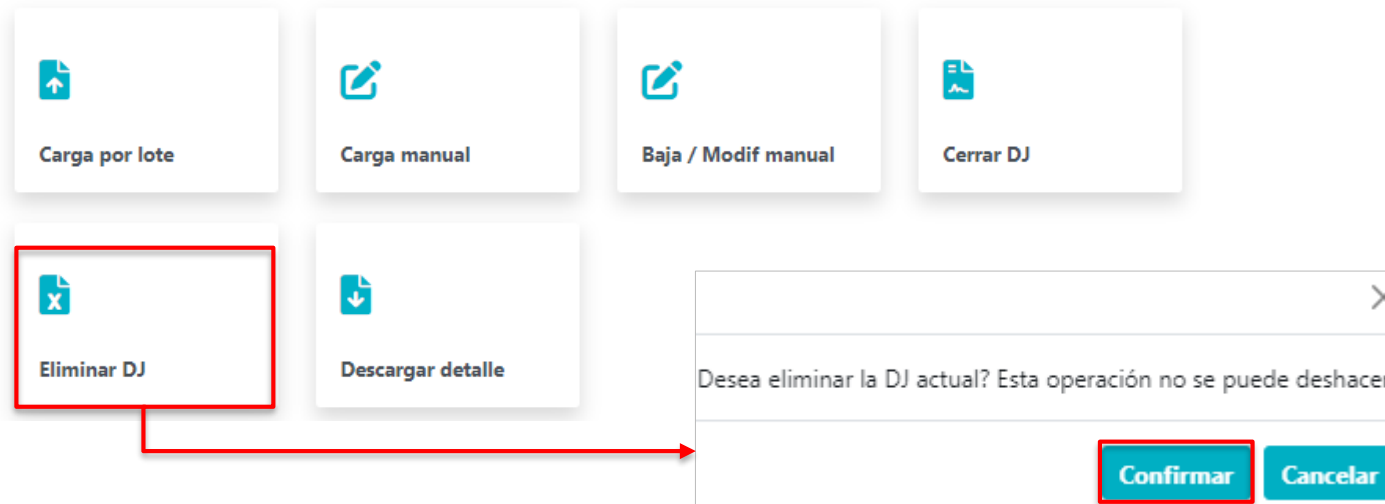 Carga por lote
Carga manual
Baja / Modif manual
Cerrar DJ
Eliminar DJ
Descargar detalle
Desea eliminar la DJ actual? Esta operación no se puede deshacer
Confirmar
Cancelar